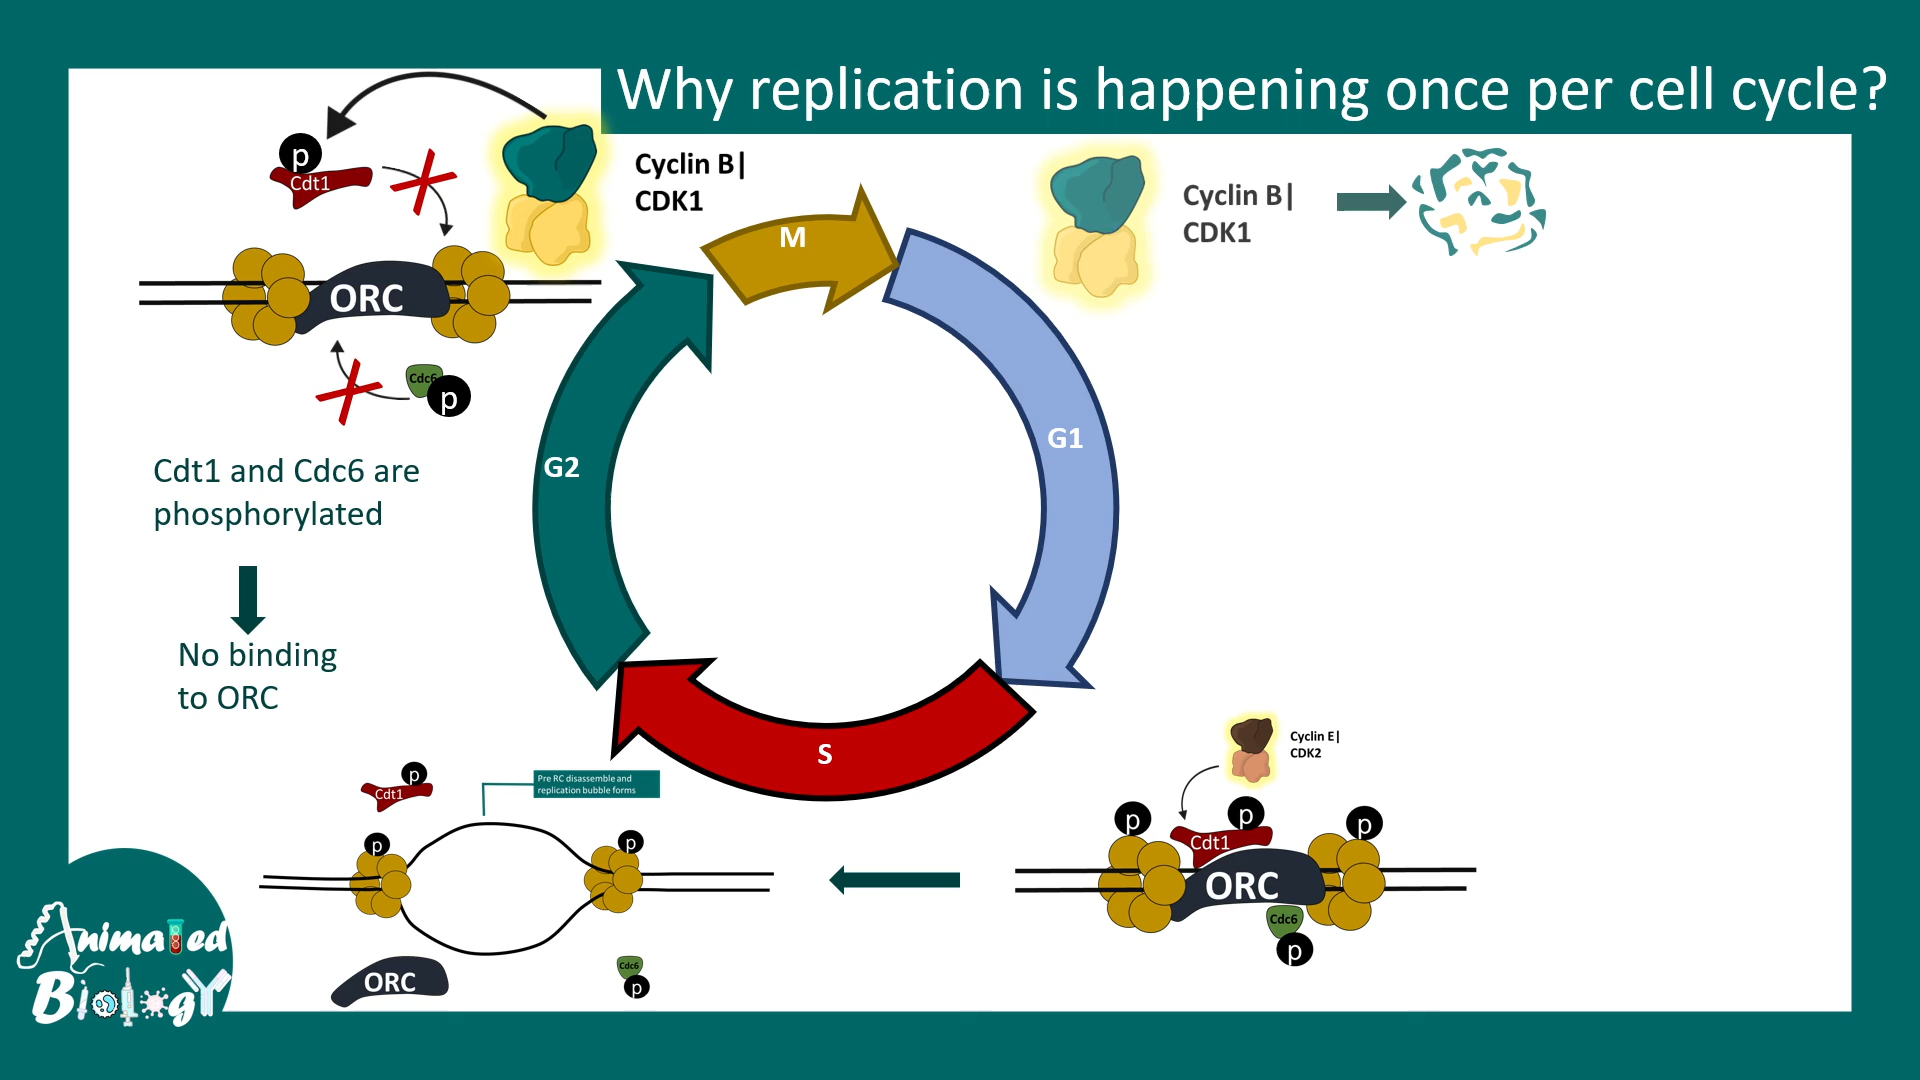 Why replication is happening once per cell cycle?
p
Cdt1
Cyclin B|
CDK1
Cyclin B|
CDK1
M
ORC
Cdc6
p
G1
G2
Cdt1 and Cdc6 are
phosphorylated
No binding
to ORC
S
Cyclin E|
CDK2
p
Cdt1
Pre RC disassemble and
replication bubble forms
p
p
p
p
p
Cdt1
ORC
Cdc6
p
ORC
Cdc6
p
Animated
Biology